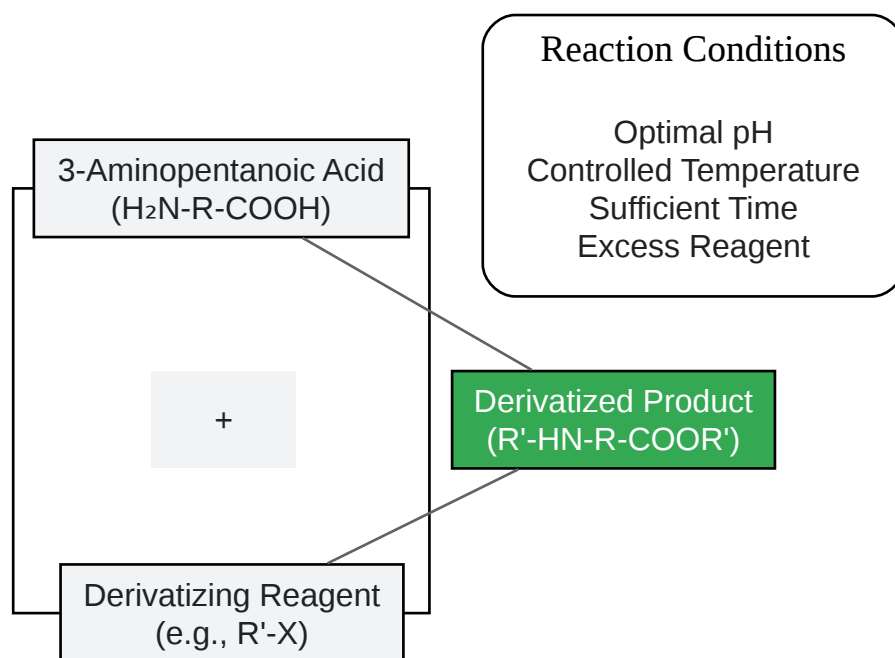 Reaction Conditions
Optimal pH
Controlled Temperature
Sufficient Time
Excess Reagent
3-Aminopentanoic Acid
(H₂N-R-COOH)
+
Derivatized Product
(R'-HN-R-COOR')
Derivatizing Reagent
(e.g., R'-X)